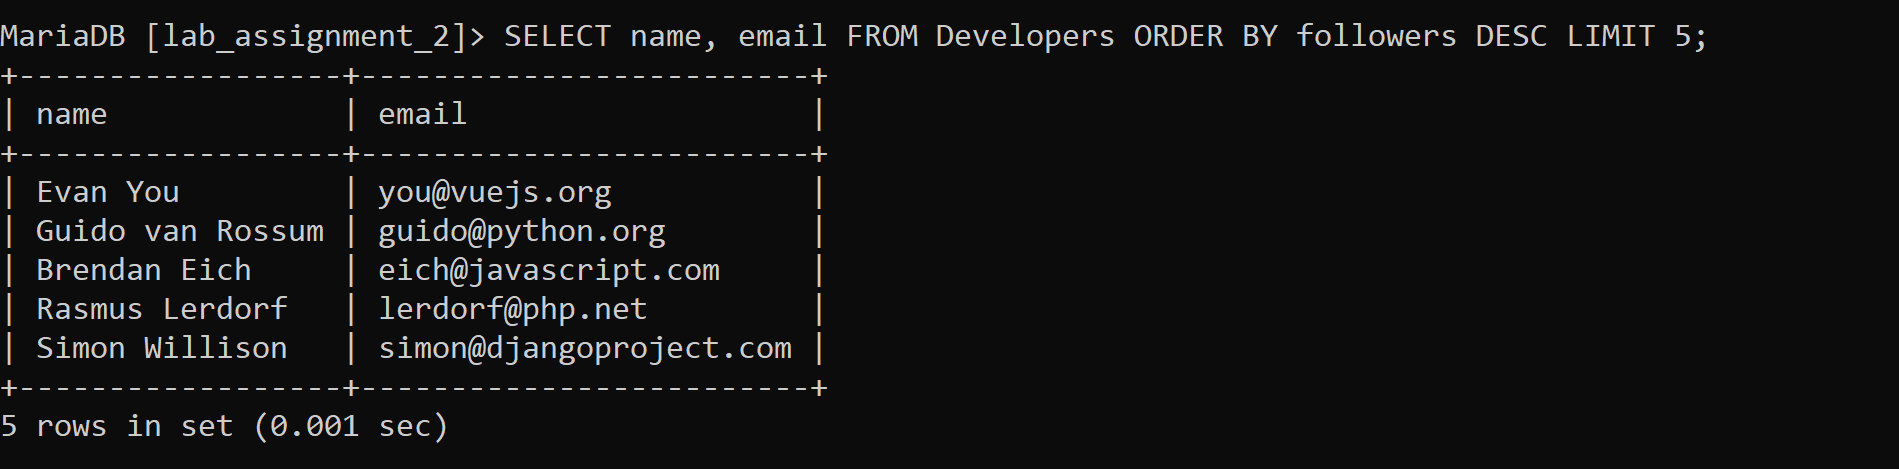 MariaDB [lab_assignment_2]> SELECT name, email FROM Developers ORDER BY followers DESC LIMIT 5;
+------------------+-------------------------+
| name             | email                   |
+------------------+-------------------------+
| Evan You         | you@vuejs.org           |
| Guido van Rossum | guido@python.org        |
| Brendan Eich     | eich@javascript.com     |
| Rasmus Lerdorf   | lerdorf@php.net         |
| Simon Willison   | simon@djangoproject.com |
+------------------+-------------------------+
5 rows in set (0.001 sec)